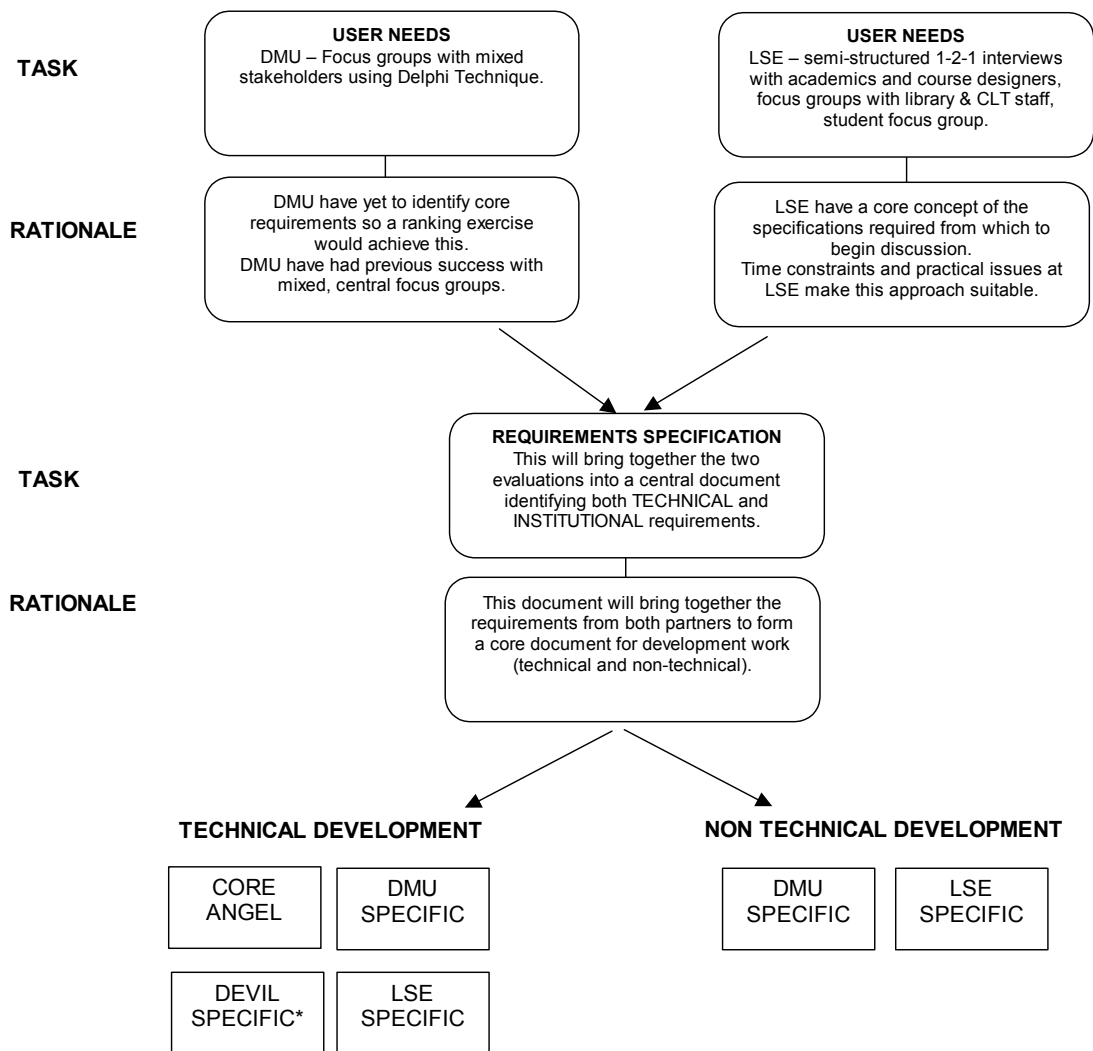 TASK
USER NEEDS
DMU – Focus groups with mixed
stakeholders using Delphi Technique.
USER NEEDS
LSE – semi-structured 1-2-1 interviews
with academics and course designers,
focus groups with library & CLT staff,
student focus group.
RATIONALE
DMU have yet to identify core
requirements so a ranking exercise
would achieve this.
DMU have had previous success with
mixed, central focus groups.
LSE have a core concept of the
specifications required from which to
begin discussion.
Time constraints and practical issues at
LSE make this approach suitable.
TASK
REQUIREMENTS SPECIFICATION
This will bring together the two
evaluations into a central document
identifying both TECHNICAL and
INSTITUTIONAL requirements.
RATIONALE
This document will bring together the
requirements from both partners to form
a core document for development work
(technical and non-technical).
TECHNICAL DEVELOPMENT
CORE
ANGEL
DMU
SPECIFIC
DEVIL
SPECIFIC*
LSE
SPECIFIC
NON TECHNICAL DEVELOPMENT
DMU
SPECIFIC
LSE
SPECIFIC